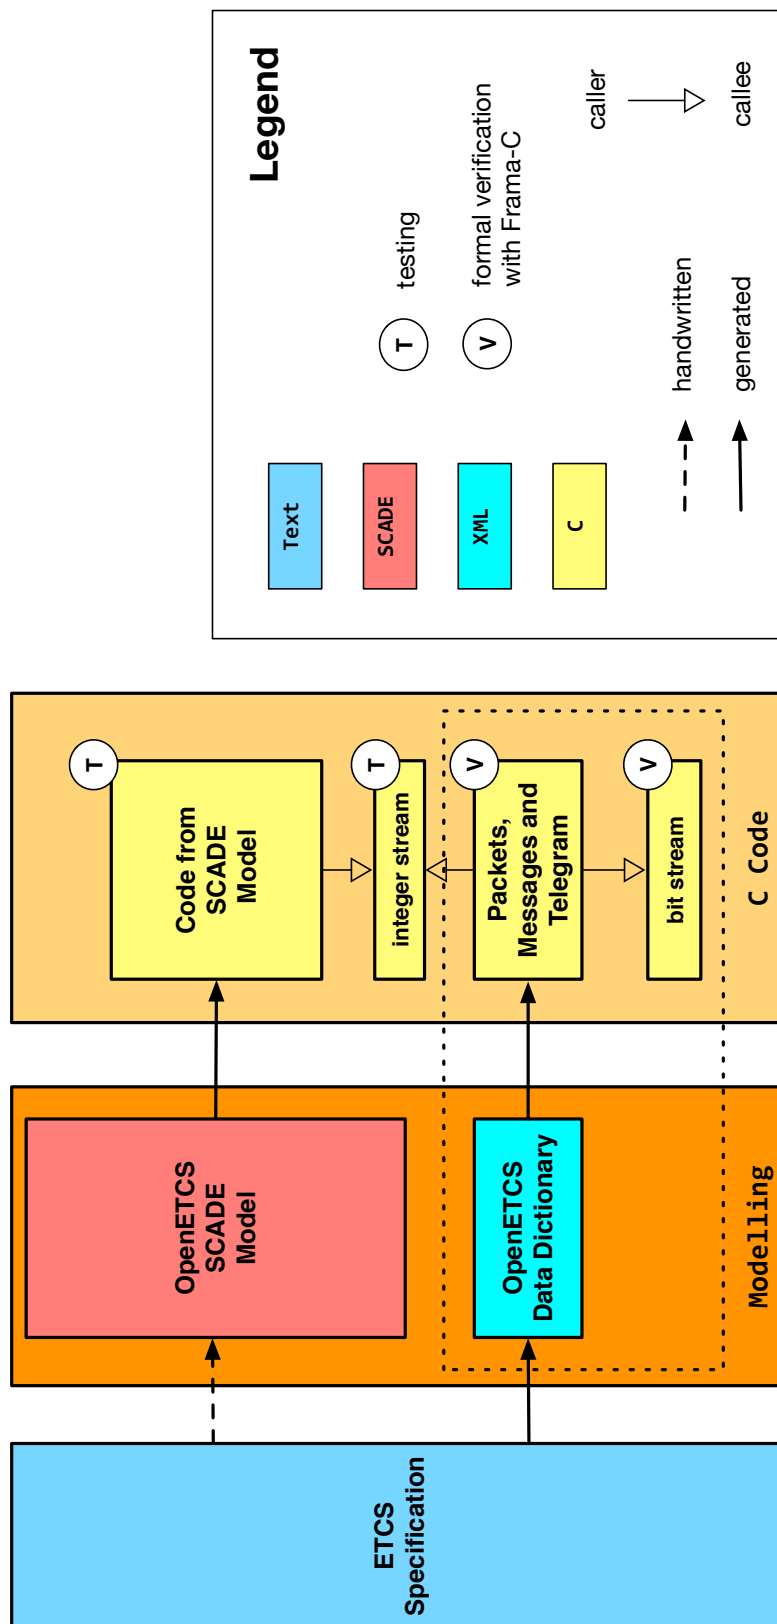 ETCS
Specification
OpenETCS
SCADE
Model
OpenETCS
Data Dictionary
Modelling
Code from
SCADE
Model
T
integer stream
T
Packets,
Messages and
Telegram
V
bit stream
V
C Code
Legend
Text
SCADE
XML
C
T
testing
V
formal verification
with Frama-C
handwritten
generated
caller
callee